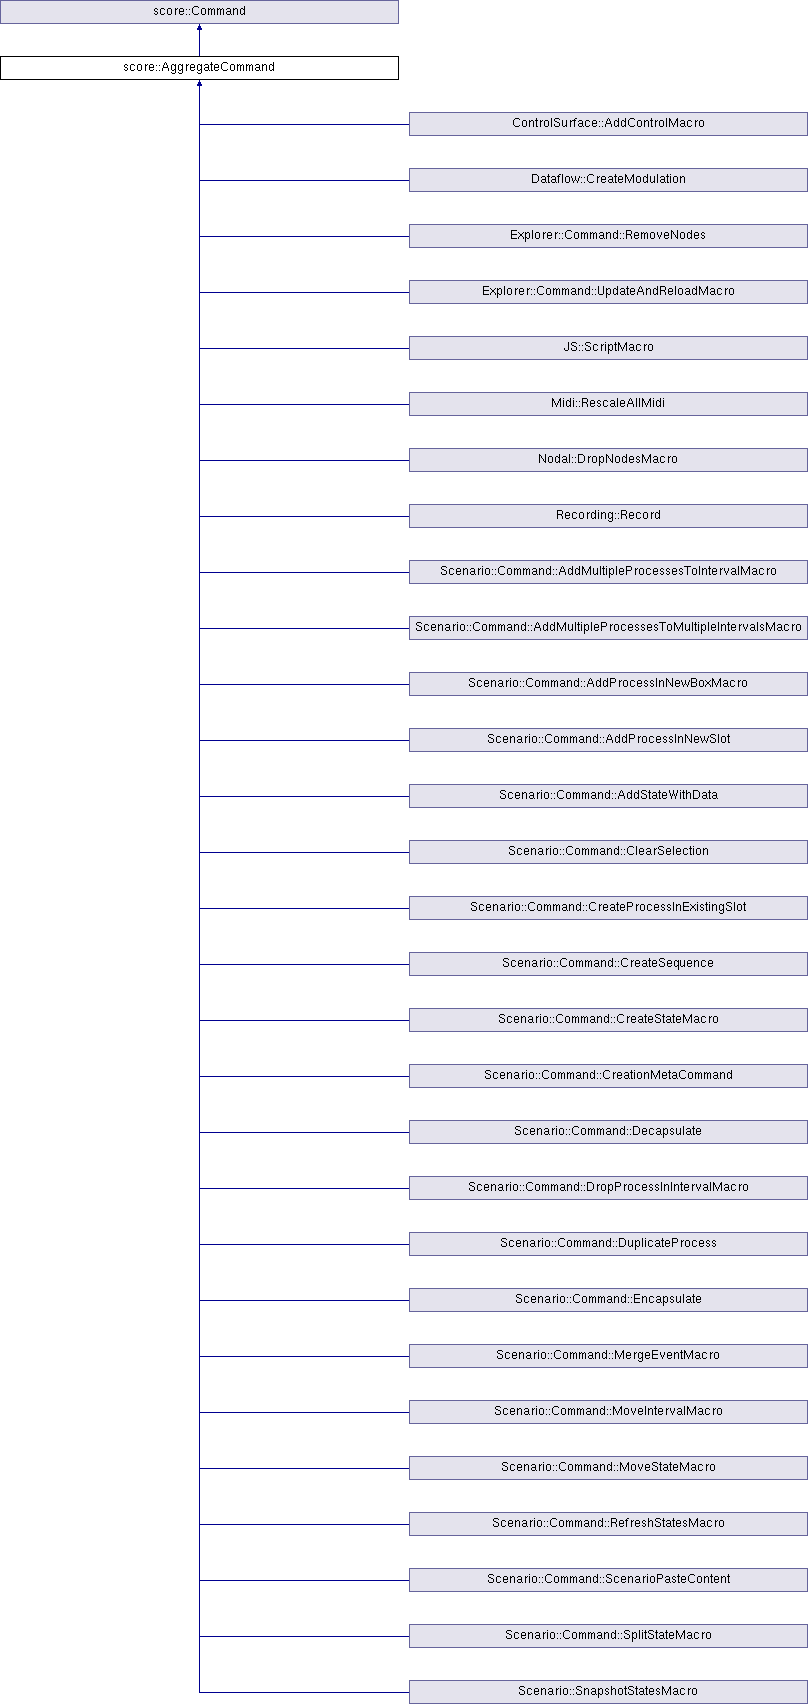 score::Command
score::AggregateCommand
ControlSurface::AddControlMacro
Dataflow::CreateModulation
Explorer::Command::RemoveNodes
Explorer::Command::UpdateAndReloadMacro
JS::ScriptMacro
Midi::RescaleAllMidi
Nodal::DropNodesMacro
Recording::Record
Scenario::Command::AddMultipleProcessesToIntervalMacro
Scenario::Command::AddMultipleProcessesToMultipleIntervalsMacro
Scenario::Command::AddProcessInNewBoxMacro
Scenario::Command::AddProcessInNewSlot
Scenario::Command::AddStateWithData
Scenario::Command::ClearSelection
Scenario::Command::CreateProcessInExistingSlot
Scenario::Command::CreateSequence
Scenario::Command::CreateStateMacro
Scenario::Command::CreationMetaCommand
Scenario::Command::Decapsulate
Scenario::Command::DropProcessInIntervalMacro
Scenario::Command::DuplicateProcess
Scenario::Command::Encapsulate
Scenario::Command::MergeEventMacro
Scenario::Command::MoveIntervalMacro
Scenario::Command::MoveStateMacro
Scenario::Command::RefreshStatesMacro
Scenario::Command::ScenarioPasteContent
Scenario::Command::SplitStateMacro
Scenario::SnapshotStatesMacro